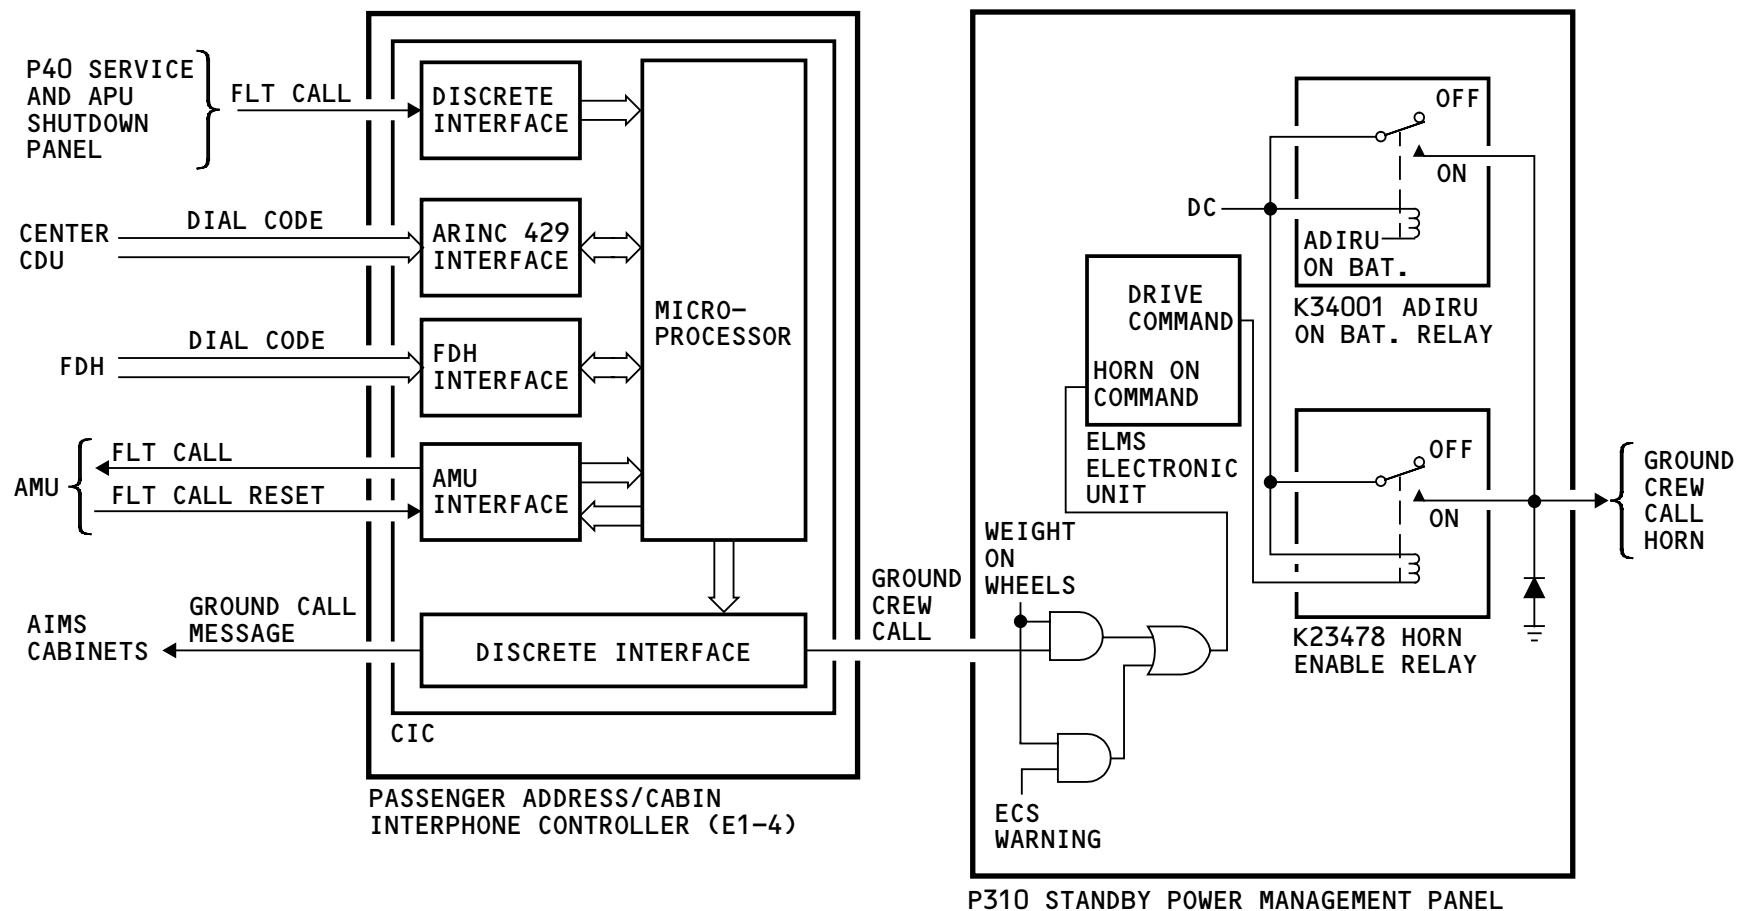 P40 SERVICE
AND APU
SHUTDOWN
PANEL
FLT CALL
DISCRETE
INTERFACE
CENTER
CDU
DIAL CODE
ARINC 429
INTERFACE
MICRO-
PROCESSOR
FDH
DIAL CODE
FDH
INTERFACE
AMU
FLT CALL
FLT CALL RESET
AMU
INTERFACE
AIMS
CABINETS
GROUND CALL
MESSAGE
DISCRETE INTERFACE
CIC
PASSENGER ADDRESS/CABIN
INTERPHONE CONTROLLER (E1-4)
GROUND
CREW
CALL
WEIGHT
ON
WHEELS
ECS
WARNING
DRIVE
COMMAND
HORN ON
COMMAND
ELMS
ELECTRONIC
UNIT
DC
OFF
ON
ADIRU
ON BAT.
K34001 ADIRU
ON BAT. RELAY
OFF
ON
K23478 HORN
ENABLE RELAY
GROUND
CREW
CALL
HORN
P310 STANDBY POWER MANAGEMENT PANEL